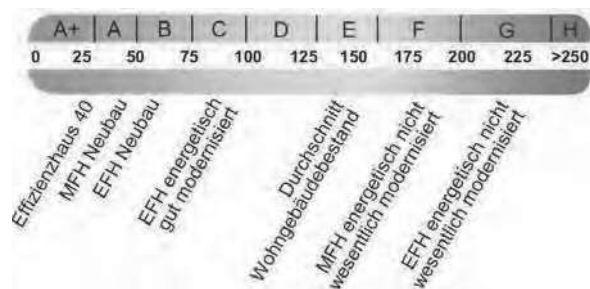 A+ A B C D E F G H
0 25 50 75 100 125 150 175 200 225 >250
Effizienzhaus 40
MFH Neubau
EFH Neubau
EFH energetisch
gut modernisiert
Durchschnitt
Wohngebäudebestand
MFH energetisch nicht
wesentlich modernisiert
EFH energetisch nicht
wesentlich modernisiert